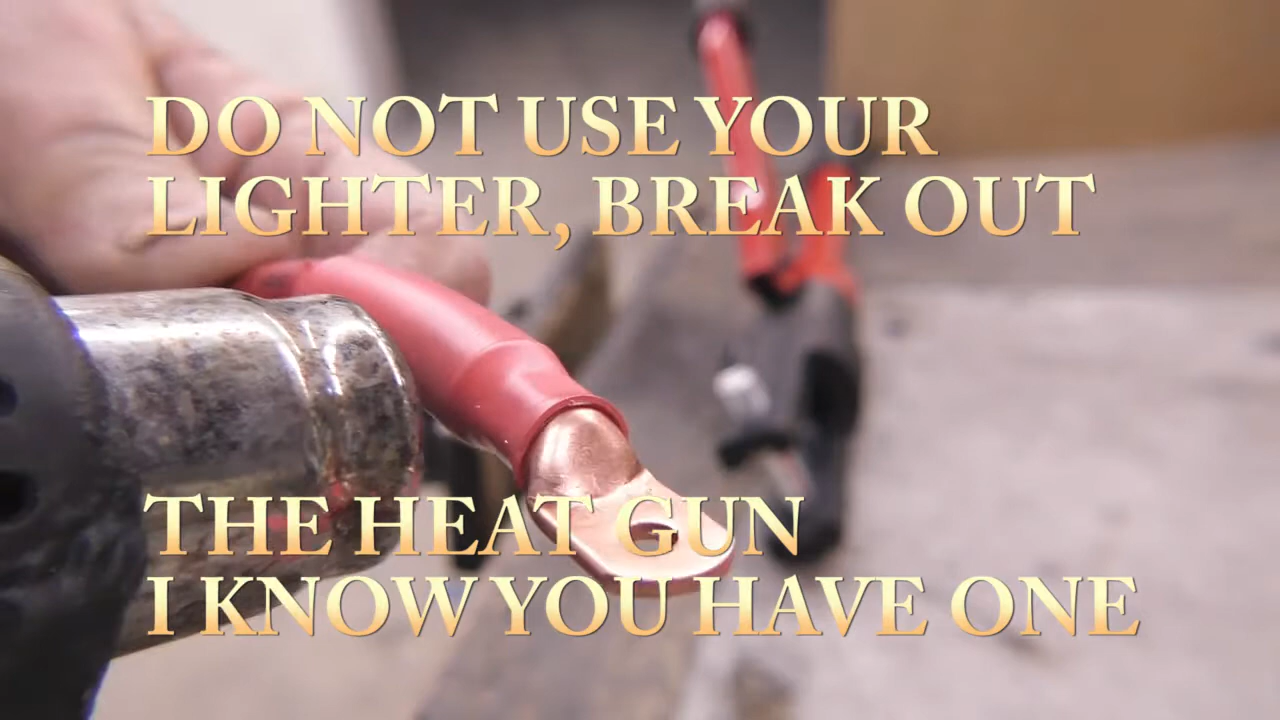 DO NOT USE YOUR
LIGHTER, BREAK OUT
THE HEAT GUN
I KNOW YOU HAVE ONE